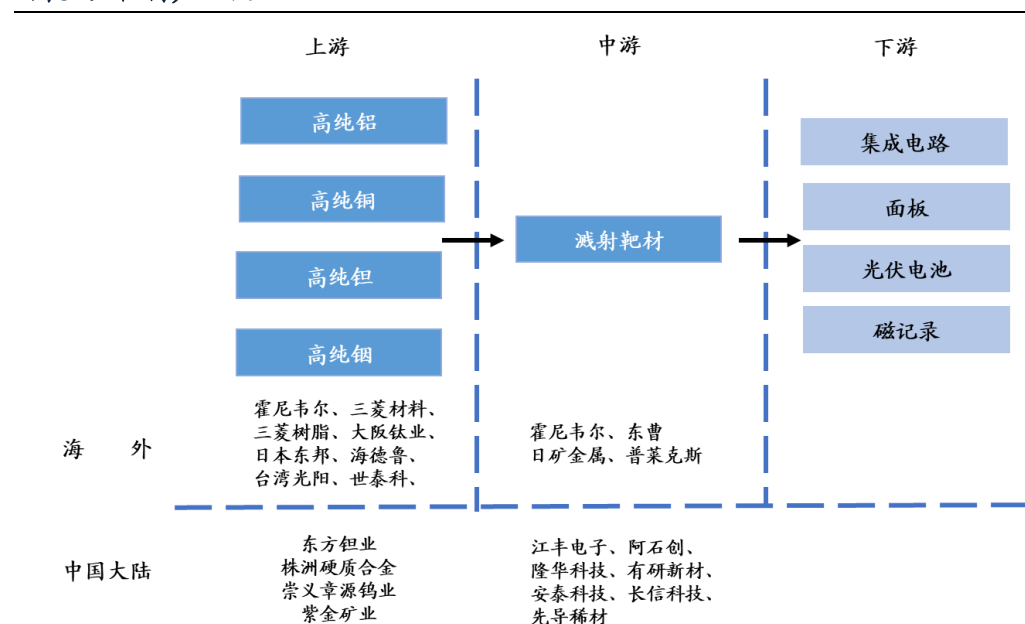 上游
中游
下游
高纯铝
高纯铜
高纯钽
高纯铟
溅射靶材
集成电路
面板
光伏电池
磁记录
海 外
霍尼韦尔、三菱材料、
三菱树脂、大阪钛业、
日本东邦、海德鲁、
台湾光阳、世泰科、
霍尼韦尔、东曹
日矿金属、普莱克斯
中国大陆
东方钽业
株洲硬质合金
崇义章源钨业
紫金矿业
江丰电子、阿石创、
隆华科技、有研新材、
安泰科技、长信科技、
先导稀材